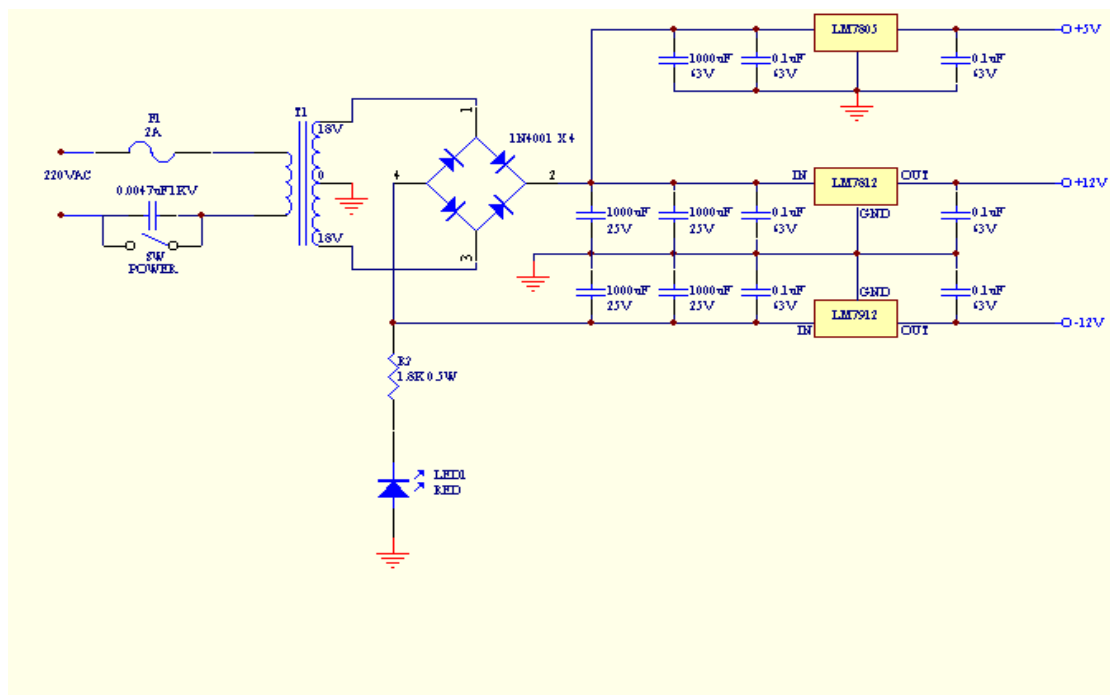 LM7805
+5V
1000uF
63V
0.1uF
63V
0.1uF
63V
F1
2A
T1
18V
1
1N4001 X 4
220VAC
0.0047uF1KV
0
4
2
IN
LM7812
OUT
+12V
GND
1000uF
25V
1000uF
25V
0.1uF
63V
0.1uF
63V
18V
3
SW
POWER
1000uF
25V
1000uF
25V
0.1uF
63V
GND
0.1uF
63V
LM7912
IN
OUT
-12V
R2
1.8K 0.5W
LED1
RED